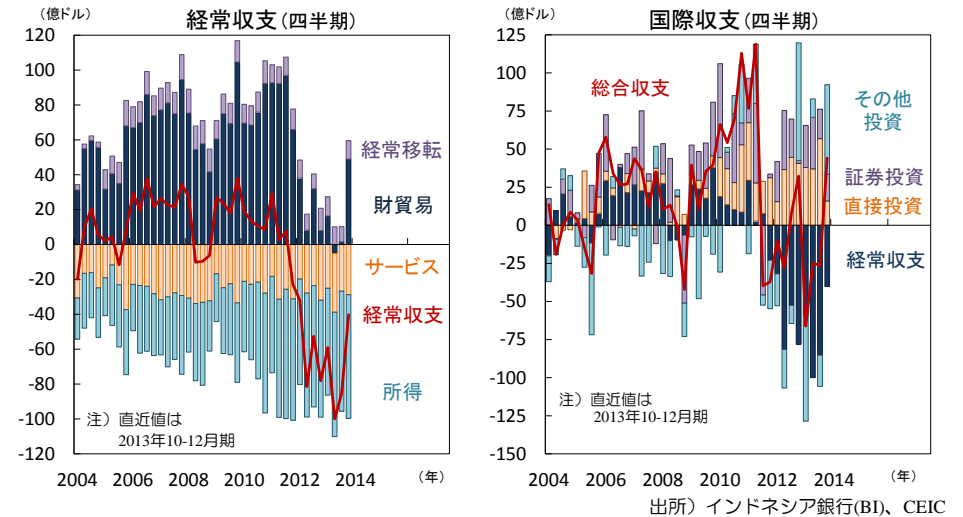 経常収支(四半期)
(億ドル)
120
100
80
60
40
20
0
-20
-40
-60
-80
-100
-120
経常移転
財貿易
サービス
経常収支
所得
注）直近値は
2013年10-12月期
2004 2006 2008 2010 2012 2014
(年)
国際収支(四半期)
(億ドル)
125
100
75
50
25
0
-25
-50
-75
-100
-125
-150
総合収支
その他
投資
証券投資
直接投資
経常収支
注）直近値は
2013年10-12月期
2004 2006 2008 2010 2012 2014
(年)
出所）インドネシア銀行(BI)、CEIC